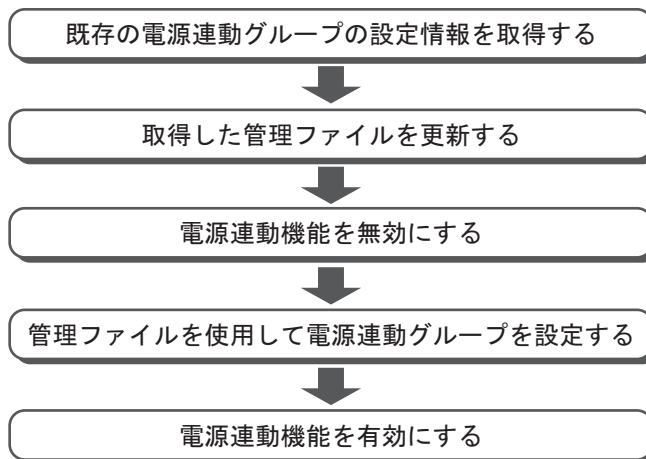 既存の電源連動グループの設定情報を取得する
取得した管理ファイルを更新する
電源連動機能を無効にする
管理ファイルを使用して電源連動グループを設定する
電源連動機能を有効にする